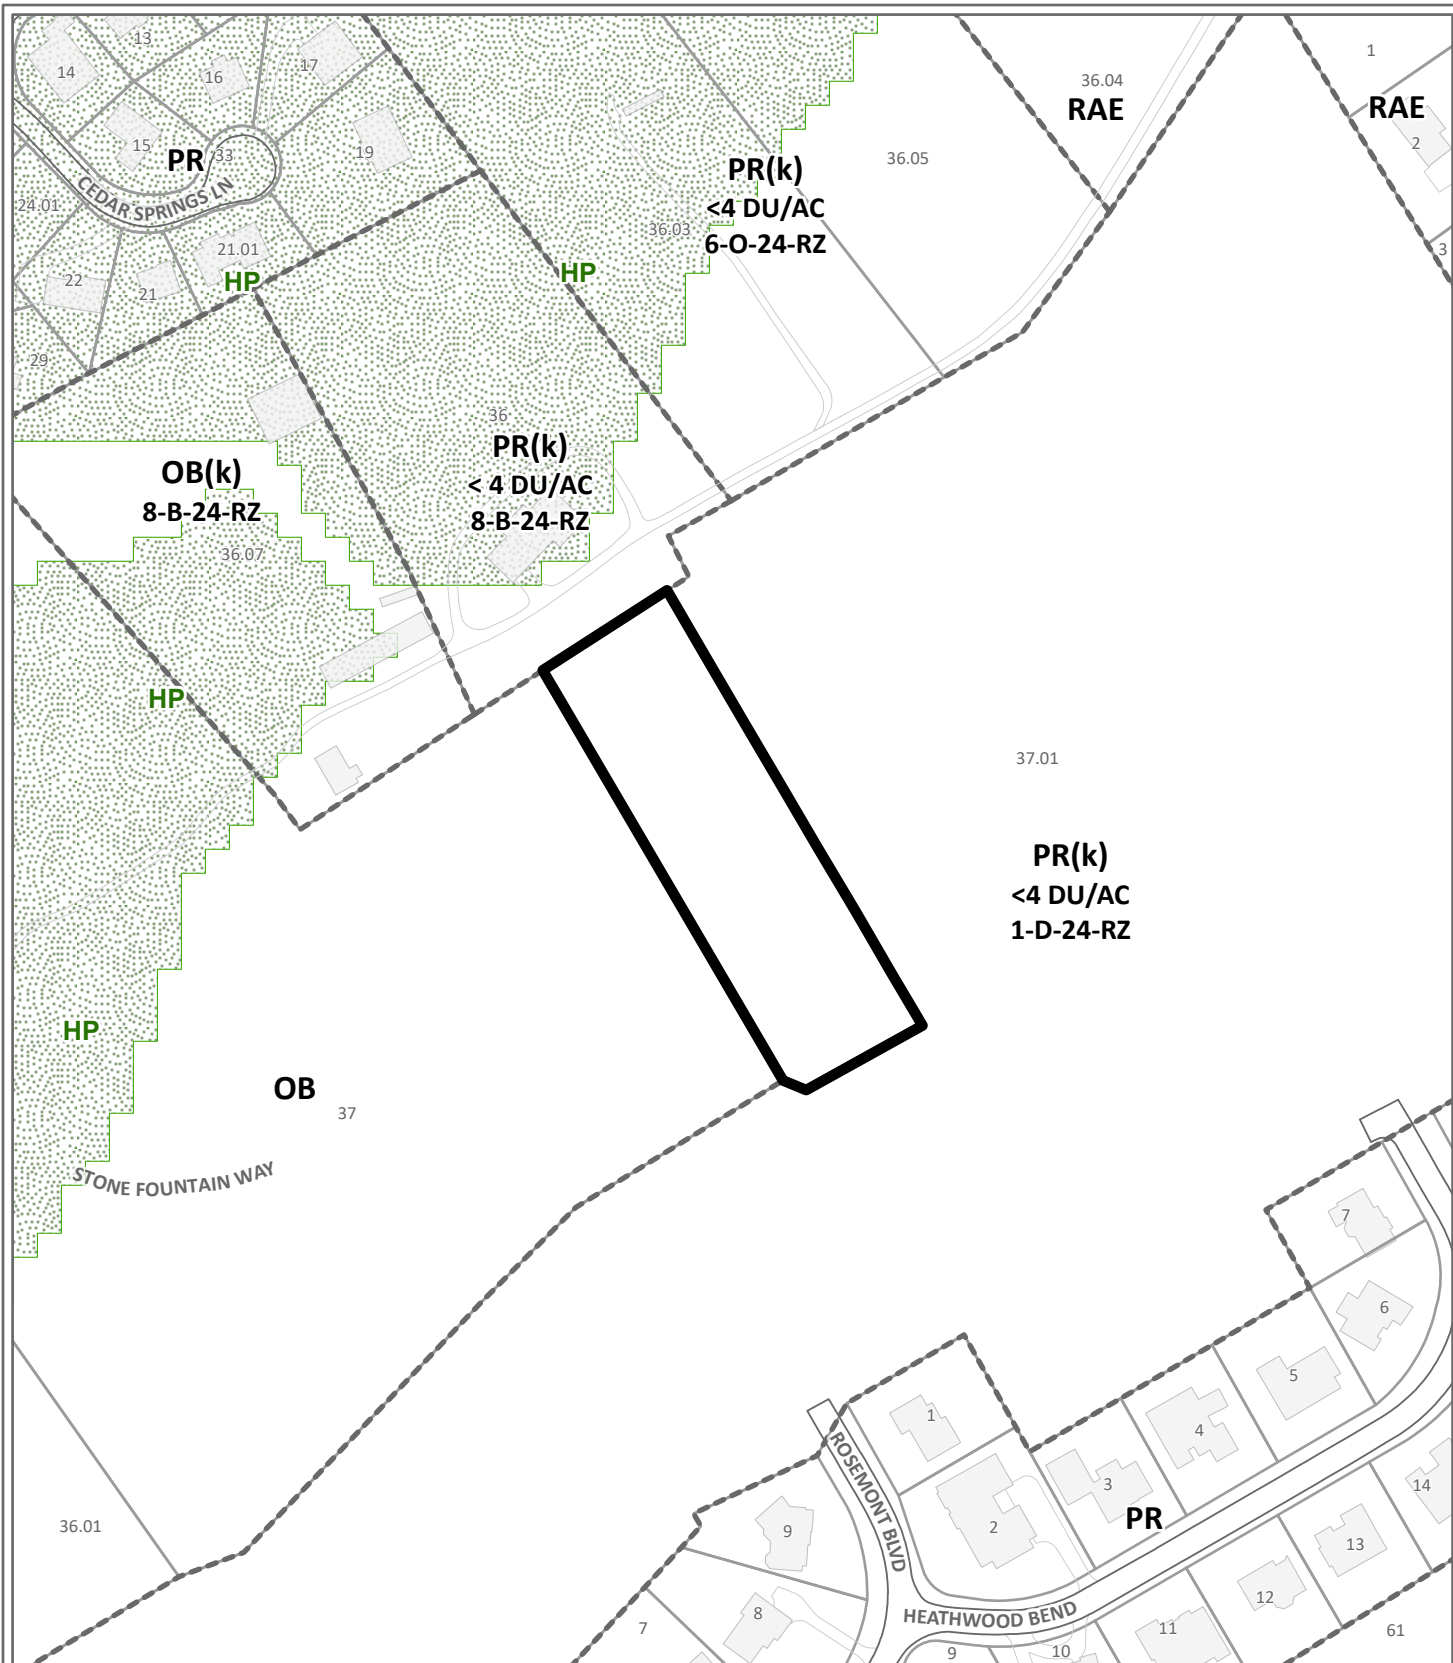 13
14
16
17
1
36.04
RAE
RAE
2
15
PR
33
19
36.05
PR(k)
<4 DU/AC
6-O-24-RZ
CEDAR SPRINGS LN
24.01
36.03
3
21.01
HP
HP
22
21
29
36
PR(k)
< 4 DU/AC
8-B-24-RZ
OB(k)
8-B-24-RZ
36.07
HP
37.01
PR(k)
<4 DU/AC
1-D-24-RZ
HP
OB
37
STONE FOUNTAIN WAY
7
6
5
1
4
ROSEMONT BLVD
3
14
PR
36.01
9
2
13
12
8
HEATHWOOD BEND
7
11
61
9
10